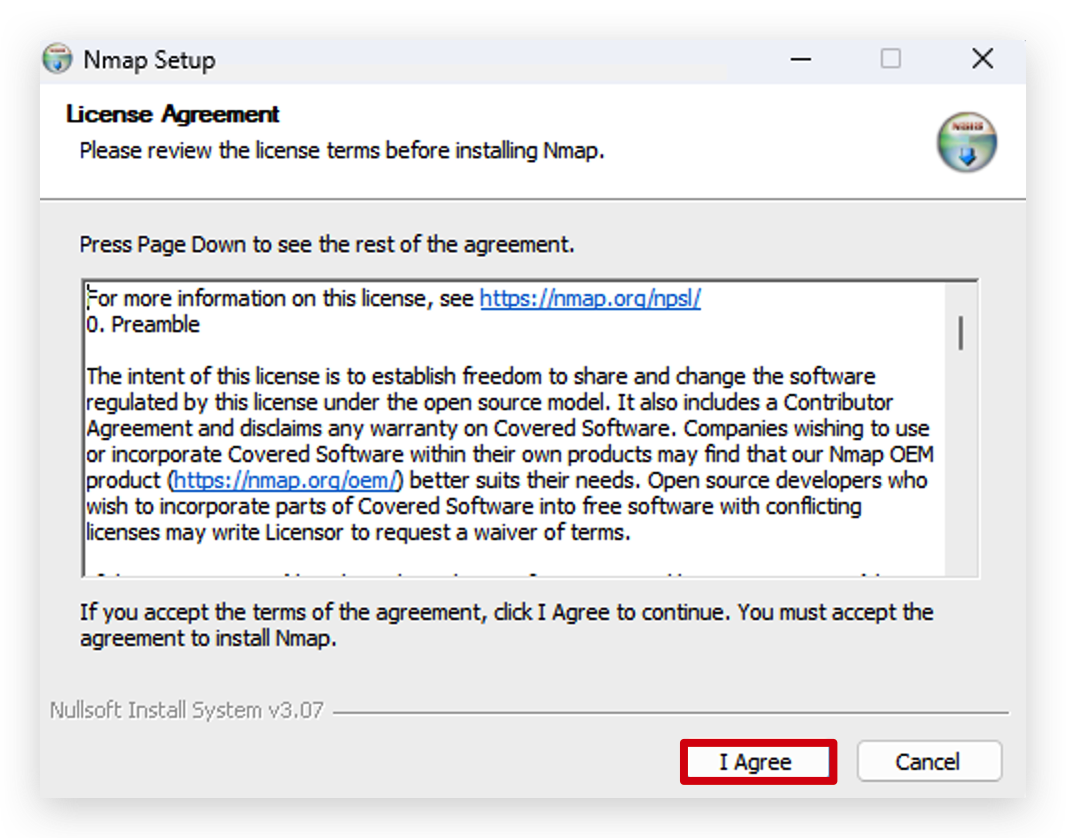 Nmap Setup
License Agreement
Please review the license terms before installing Nmap.
Press Page Down to see the rest of the agreement.
For more information on this license, see https://nmap.org/npsl/
0. Preamble
The intent of this license is to establish freedom to share and change the software
regulated by this license under the open source model. It also includes a Contributor
Agreement and disclaims any warranty on Covered Software. Companies wishing to use
or incorporate Covered Software within their own products may find that our Nmap OEM
product (https://nmap.org/oem/) better suits their needs. Open source developers who
wish to incorporate parts of Covered Software into free software with conflicting
licenses may write Licensor to request a waiver of terms.
If you accept the terms of the agreement, click I Agree to continue. You must accept the
agreement to install Nmap.
Nullsoft Install System v3.07
I Agree
Cancel